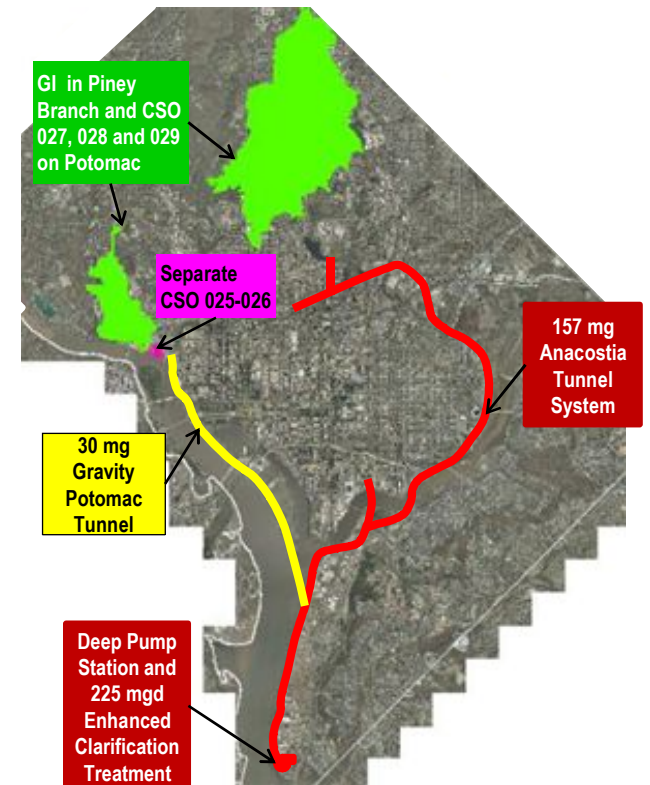 GI in Piney
Branch and CSO
027, 028 and 029
on Potomac
Separate
CSO 025-026
157 mg
Anacostia
Tunnel
System
30 mg
Gravity
Potomac
Tunnel
Deep Pump
Station and
225 mgd
Enhanced
Clarification
Treatment